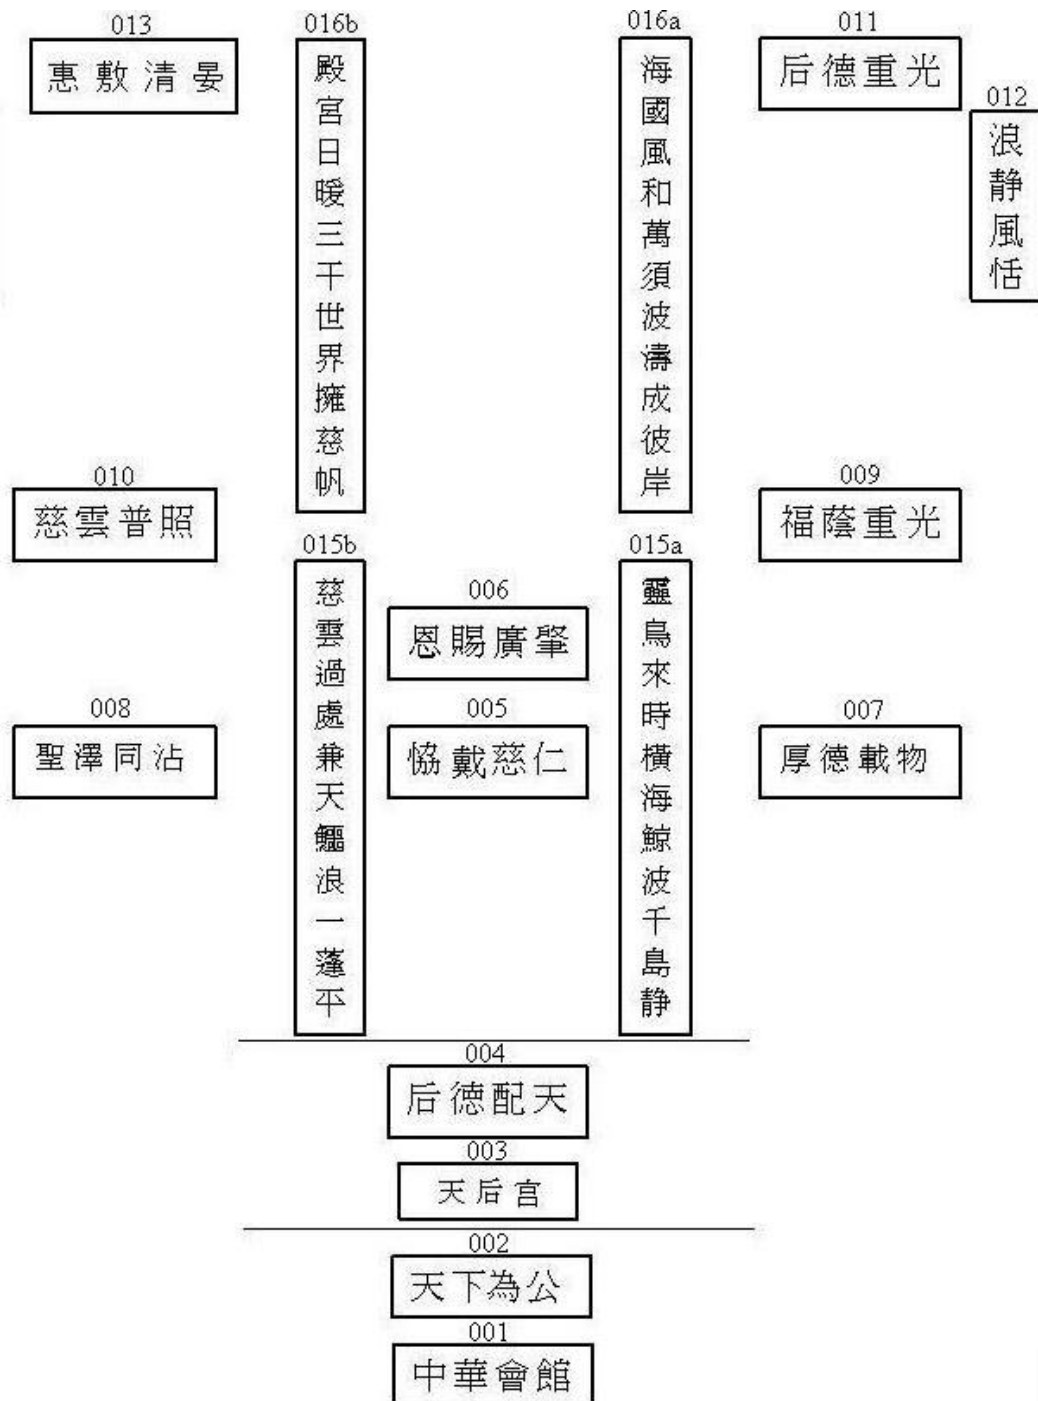 013
惠敷清晏
016b
殿宮日暖三千世界擁慈帆
016a
海國風和萬須波濤成彼岸
011
后德重光
012
浪静風恬
010
慈雲普照
009
福蔭重光
015b
慈雲過處兼天鱷浪一蓬平
006
恩賜廣肇
015a
靈鳥來時橫海鯨波千島静
008
聖澤同沾
005
恊戴慈仁
007
厚德載物
004
后德配天
003
天后宫
002
天下為公
001
中華會館